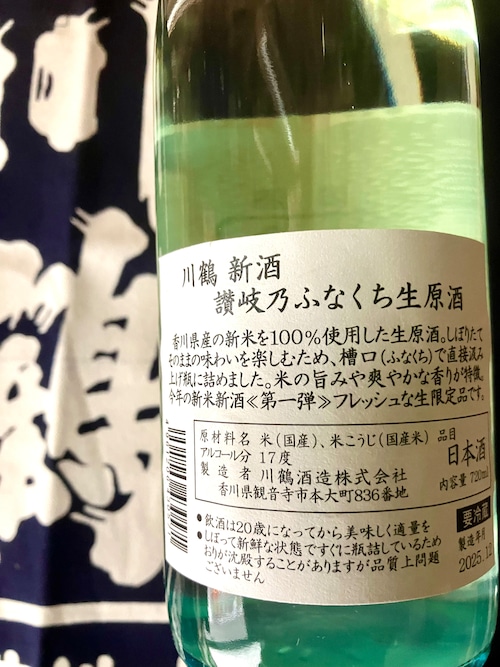 川鶴 新酒
讃岐乃ふなくち生原酒
香川県産の新米を100%使用した生原酒。しぼりたて
そのままの味わいを楽しむため、槽口(ふなくち)で直接汲み
上げ瓶に詰めました。米の旨みや爽やかな香りが特徴。
今年の新米新酒≪第一弾≫フレッシュな生限定品です。
原材料名 米(国産)、米こうじ(国産米)
アルコール分 17度
製造者 川鶴酒造株式会社
香川県観音寺市本大町836番地
品目
日本酒
内容量 720ml
要冷蔵
製造年月
2025.1
●飲酒は20歳になってから美味しく適量を
●しぼって新鮮な状態ですぐに瓶詰しているため
おりが沈殿することがありますが品質上問題
ございません
鶴